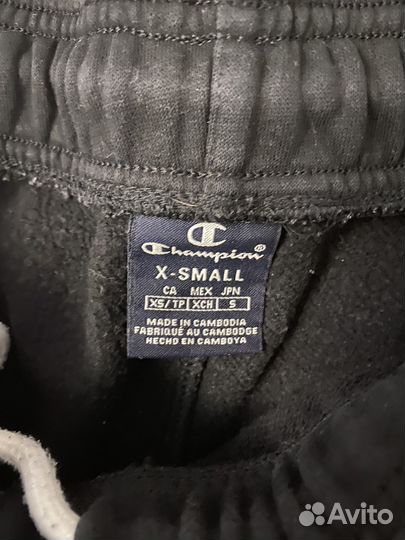 Champion®
X-SMALL
CA MEX JPN
XS/TP XCH S
MADE IN CAMBODIA
FABRIQUÉ AU CAMBODGE
HECHO EN CAMBOYA
Avito